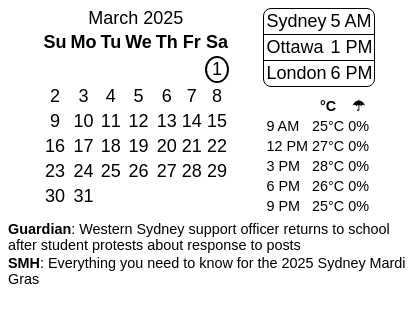 March 2025
Su Mo Tu We Th Fr Sa
1
2 3 4 5 6 7 8
9 10 11 12 13 14 15
16 17 18 19 20 21 22
23 24 25 26 27 28 29
30 31
Sydney 5 AM
Ottawa 1 PM
London 6 PM
°C ☂
9 AM 25°C 0%
12 PM 27°C 0%
3 PM 28°C 0%
6 PM 26°C 0%
9 PM 25°C 0%
Guardian: Western Sydney support officer returns to school
after student protests about response to posts
SMH: Everything you need to know for the 2025 Sydney Mardi
Gras